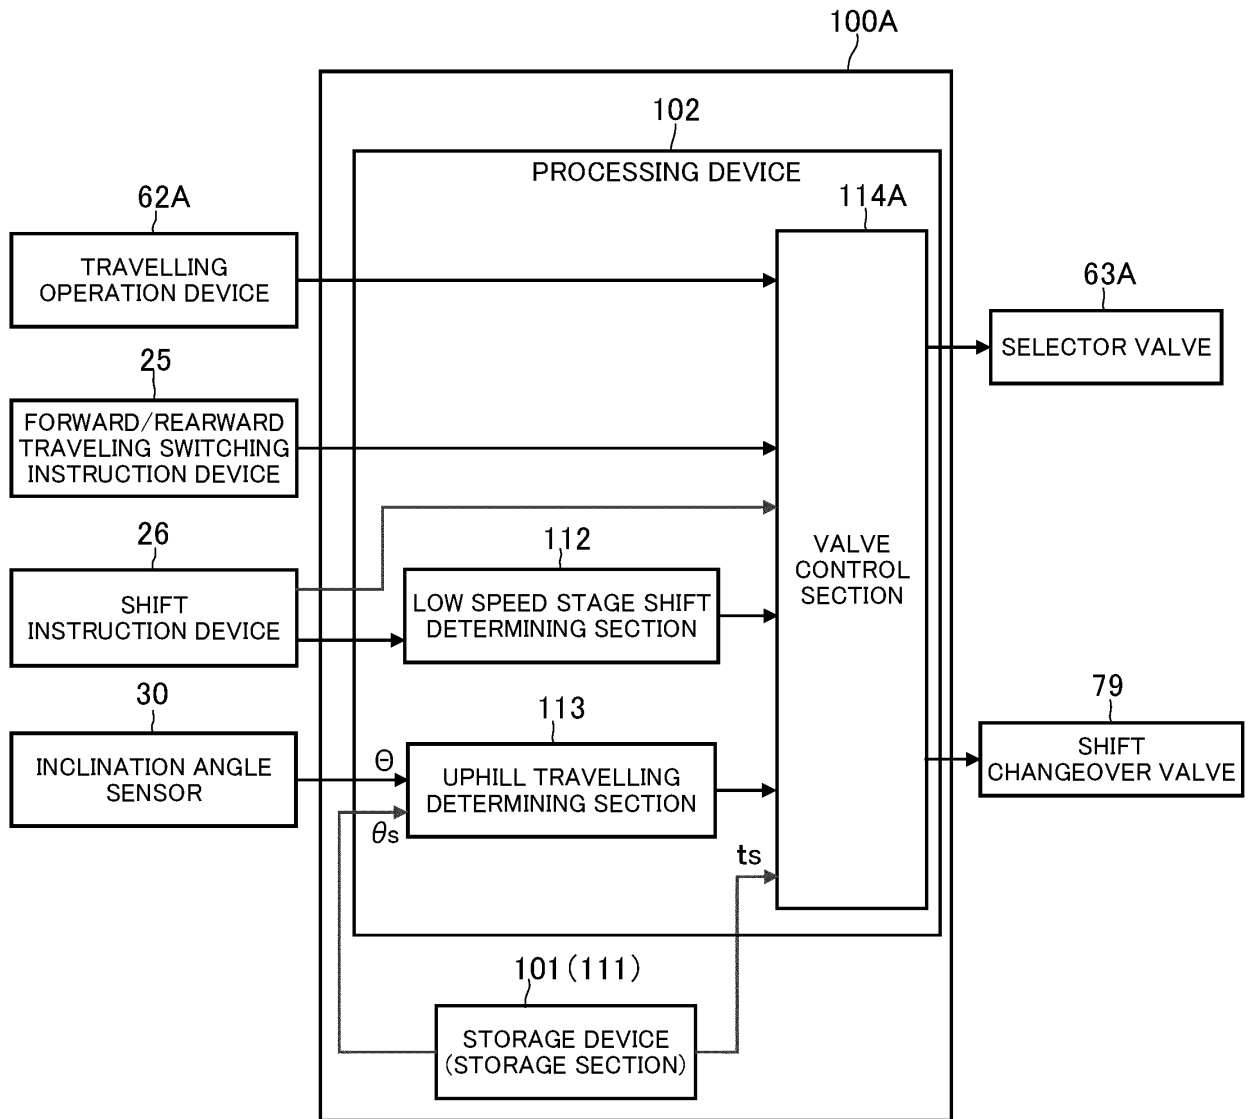 100A
102
PROCESSING DEVICE
62A
TRAVELLING
OPERATION DEVICE
114A
63A
SELECTOR VALVE
25
FORWARD/REARWARD
TRAVELING SWITCHING
INSTRUCTION DEVICE
26
SHIFT
INSTRUCTION DEVICE
112
LOW SPEED STAGE SHIFT
DETERMINING SECTION
VALVE
CONTROL
SECTION
30
INCLINATION ANGLE
SENSOR
Θ
θs
113
UPHILL TRAVELLING
DETERMINING SECTION
ts
79
SHIFT
CHANGEOVER VALVE
101(111)
STORAGE DEVICE
(STORAGE SECTION)